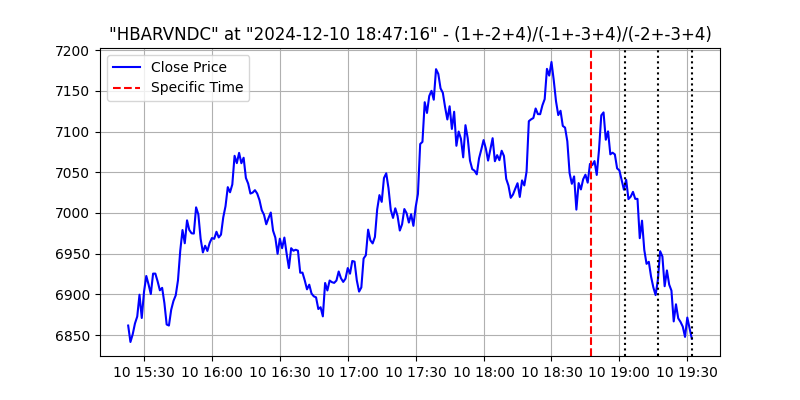 "HBARVNDC" at "2024-12-10 18:47:16" - (1+-2+4)/(-1+-3+4)/(-2+-3+4)
Close Price
Specific Time
7200
7150
7100
7050
7000
6950
6900
6850
10 15:30 10 16:00 10 16:30 10 17:00 10 17:30 10 18:00 10 18:30 10 19:00 10 19:30